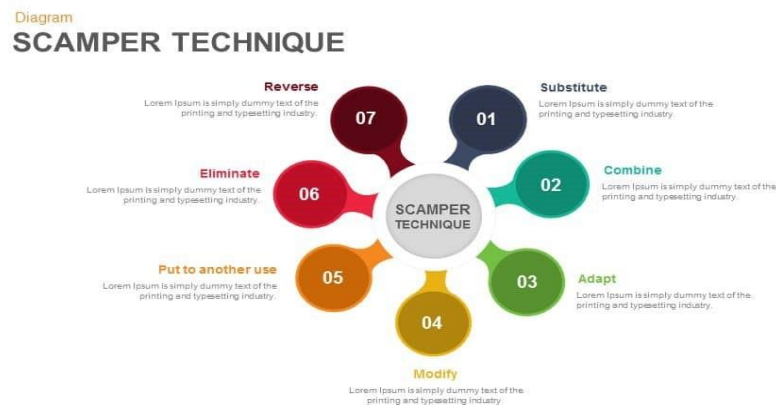 Diagram
SCAMPER TECHNIQUE
Reverse
Lorem Ipsum is simply dummy text of the
printing and typesetting industry.
07
01
Substitute
Lorem Ipsum is simply dummy text of the
printing and typesetting industry.
Eliminate
Lorem Ipsum is simply dummy text of the
printing and typesetting industry.
06
02
Combine
Lorem Ipsum is simply dummy text of the
printing and typesetting industry.
SCAMPER
TECHNIQUE
Put to another use
Lorem Ipsum is simply dummy text of the
printing and typesetting industry.
05
03
Adapt
Lorem Ipsum is simply dummy text of the
printing and typesetting industry.
04
Modify
Lorem Ipsum is simply dummy text of the
printing and typesetting industry